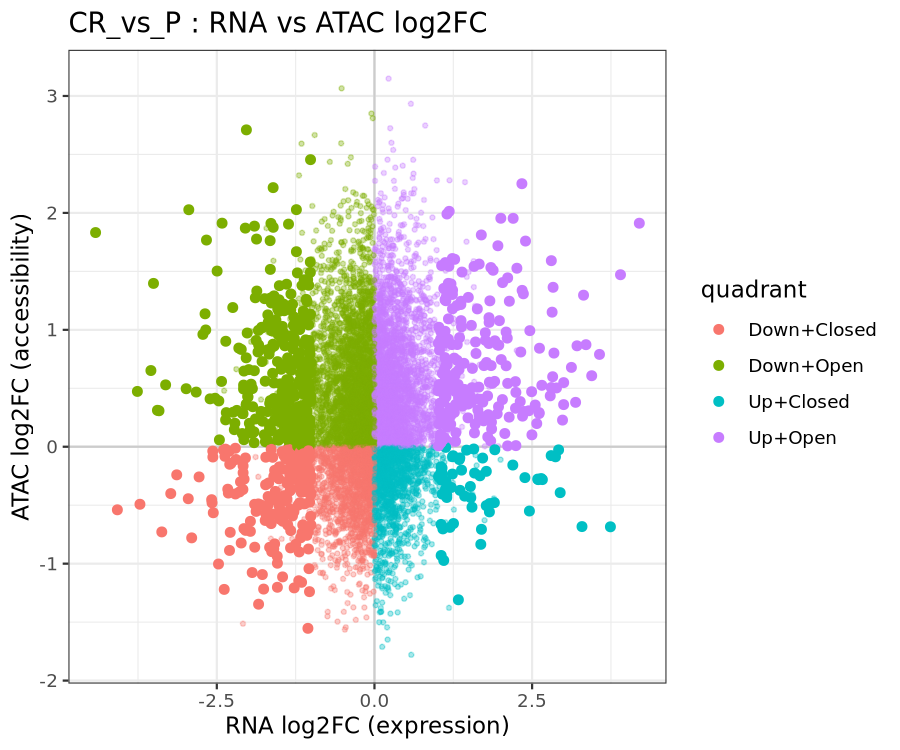 CR_vs_P : RNA vs ATAC log2FC
ATAC log2FC (accessibility)
3
2
1
0
-1
-2
-2.5
0.0
2.5
RNA log2FC (expression)
quadrant
Down+Closed
Down+Open
Up+Closed
Up+Open